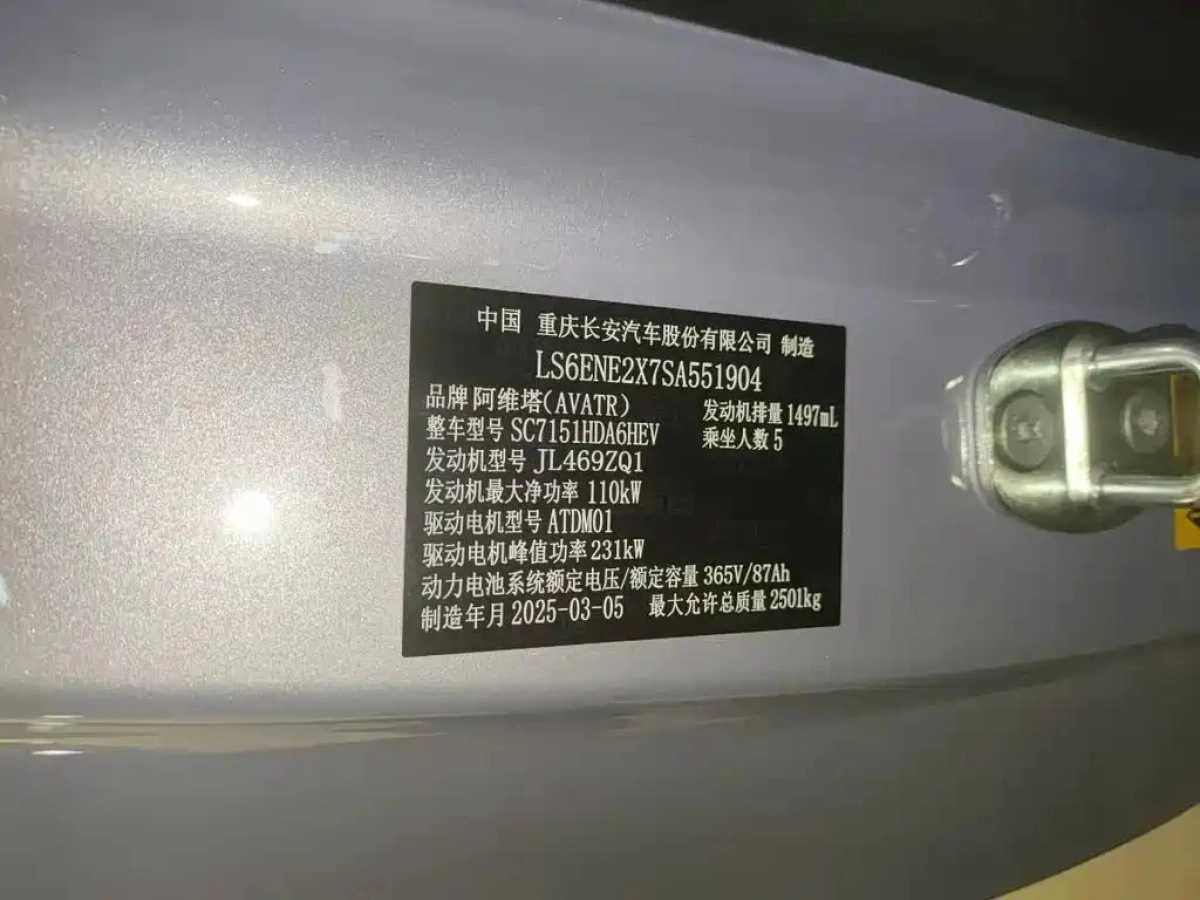 中国 重庆长安汽车股份有限公司 制造
LS6ENE2X7SA551904
品牌 阿维塔(AVATR) 发动机排量 1497mL
整车型号 SC7151HDA6HEV 乘坐人数 5
发动机型号 JL469ZQ1
发动机最大净功率 110kW
驱动电机型号 ATDM01
驱动电机峰值功率 231kW
动力电池系统额定电压/额定容量 365V/87Ah
制造年月 2025-03-05 最大允许总质量 2501kg